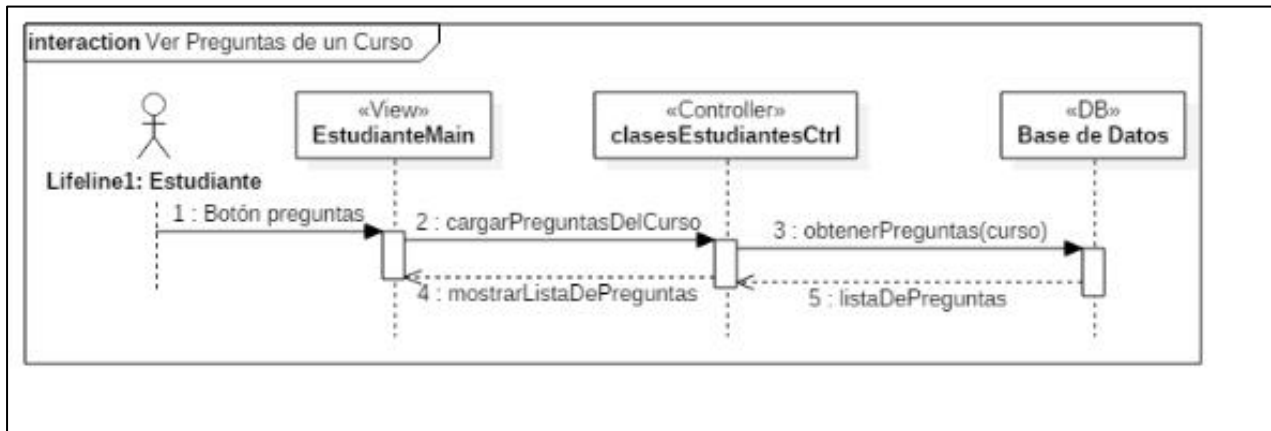 interaction Ver Preguntas de un Curso
«View»
EstudianteMain
«Controller»
clasesEstudiantesCtrl
«DB»
Base de Datos
Lifeline1: Estudiante
1 : Botón preguntas
2 : cargarPreguntasDelCurso
3 : obtenerPreguntas(curso)
4 : mostrarListaDePreguntas
5 : listaDePreguntas